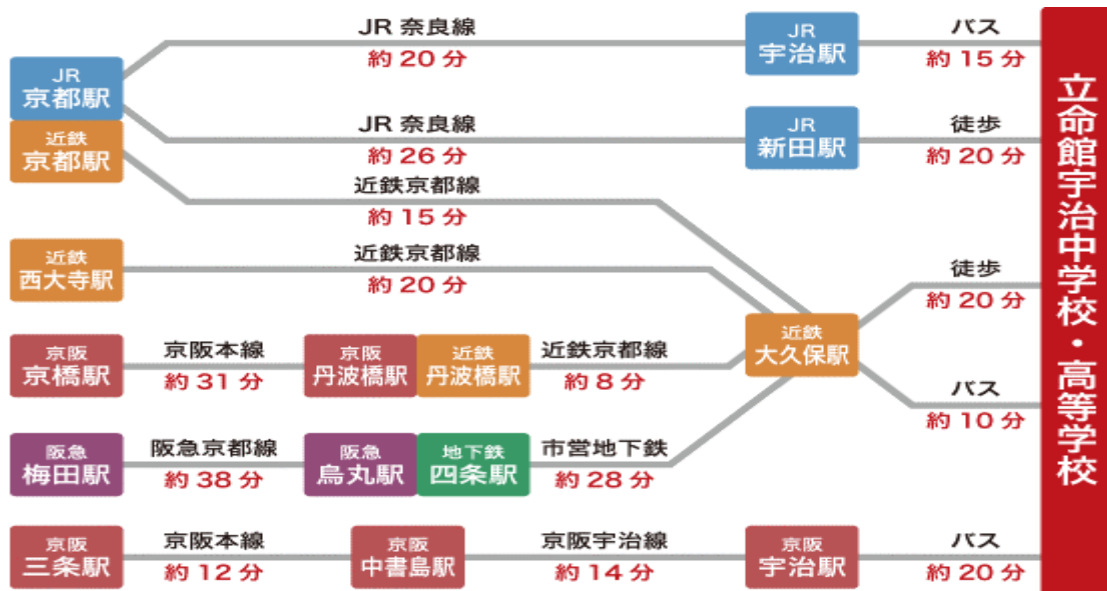 JR 奈良線
約 20 分
JR
宇治駅
バス
約 15 分
JR
京都駅
近鉄
京都駅
JR 奈良線
約 26 分
JR
新田駅
徒歩
約 20 分
近鉄京都線
約 15 分
近鉄
西大寺駅
近鉄京都線
約 20 分
徒歩
約 20 分
京阪
京橋駅
京阪本線
約 31 分
京阪
丹波橋駅
近鉄
丹波橋駅
近鉄京都線
約 8 分
近鉄
大久保駅
バス
約 10 分
阪急
梅田駅
阪急京都線
約 38 分
阪急
烏丸駅
地下鉄
四条駅
市営地下鉄
約 28 分
京阪
三条駅
京阪本線
約 12 分
京阪
中書島駅
京阪宇治線
約 14 分
京阪
宇治駅
バス
約 20 分
立命館宇治中学校・高等学校